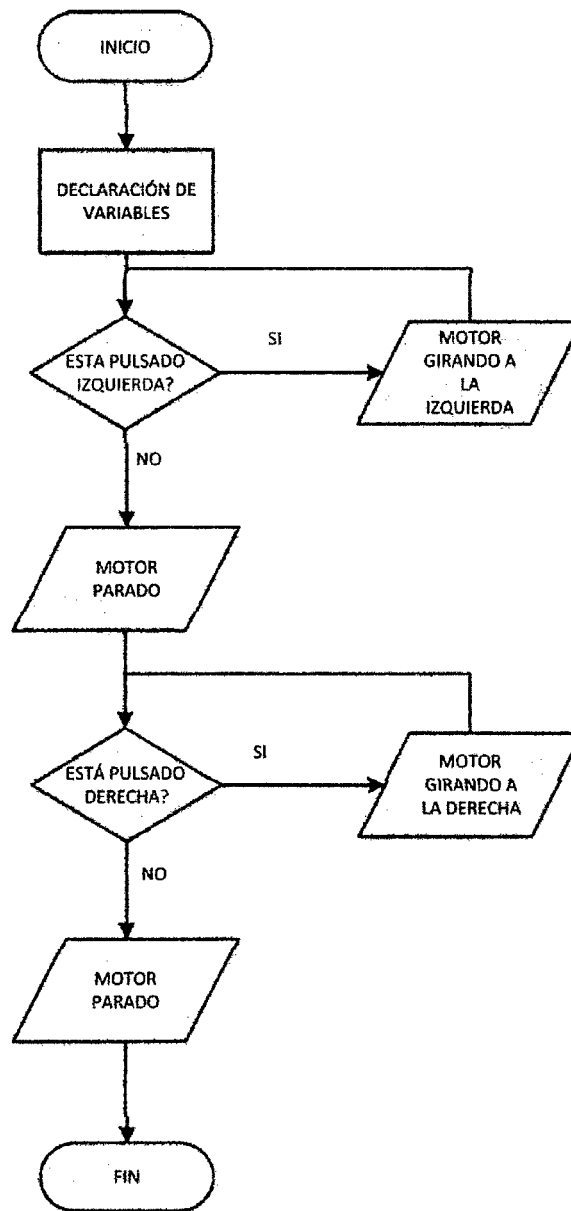 INICIO
DECLARACIÓN DE
VARIABLES
ESTA PULSADO
IZQUIERDA?
SI
MOTOR
GIRANDO A
LA
IZQUIERDA
NO
MOTOR
PARADO
ESTÁ PULSADO
DERECHA?
SI
MOTOR
GIRANDO A
LA DERECHA
NO
MOTOR
PARADO
FIN